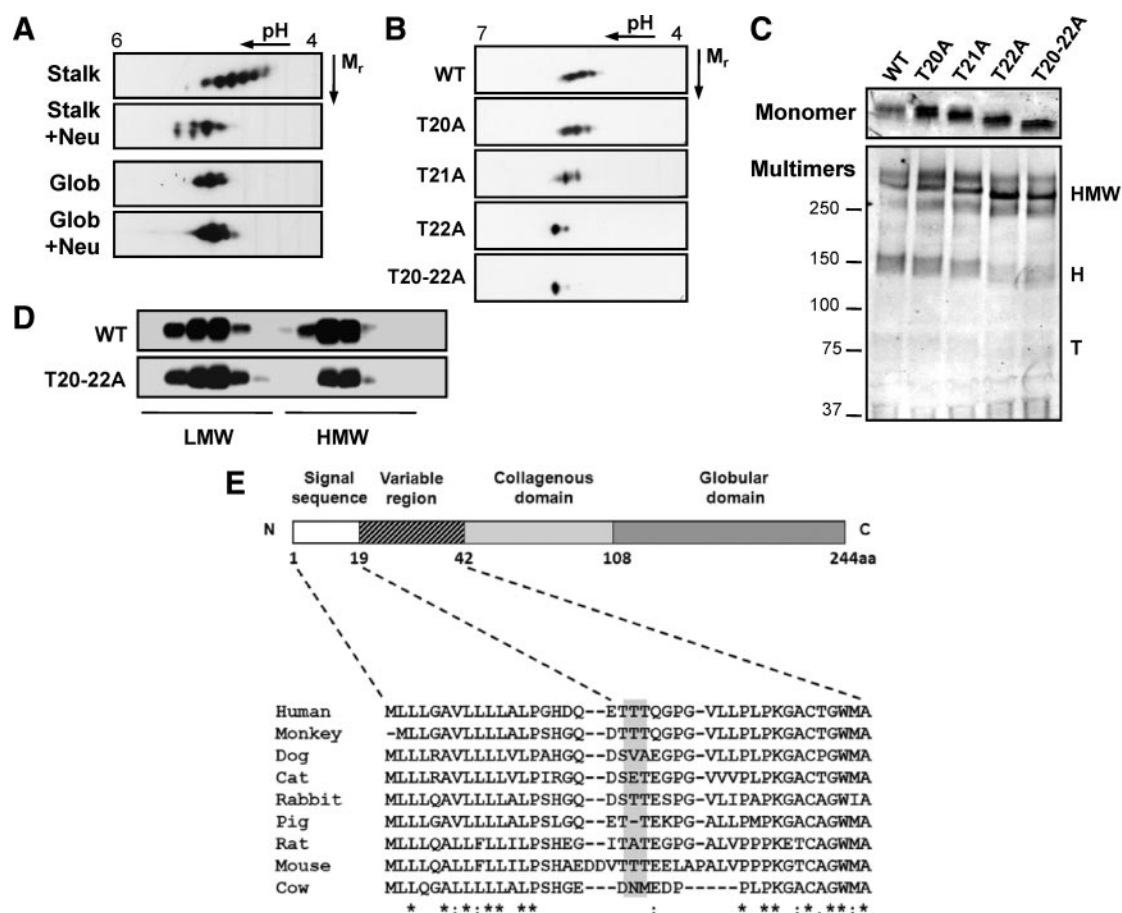 A
6
pH
4
Mr
Stalk
Stalk
+Neu
Glob
Glob
+Neu
B
7
pH
4
Mr
WT
T20A
T21A
T22A
T20-22A
C
WT
T20A
T21A
T22A
T20-22A
Monomer
Multimers
250
150
100
75
37
HMW
H
T
D
WT
T20-22A
LMW
HMW
E
Signal sequence
Variable region
Collagenous domain
Globular domain
N
C
1
19
42
108
244aa
Human MLLLGAVLLLLALPGHDQ--ETTTQGPG-VLLPLPKGACTGWMA
Monkey -MLLGAVLLLLALPSHGQ--DTTTQGPG-VLLPLPKGACTGWMA
Dog MLLLRAVLLLLVLPAHGQ--DSVAEGPG-VLLPLPKGACPGWMA
Cat MLLLRAVLLLLVLPIRGQ--DSETEGPG-VVVPLPKGACTGWMA
Rabbit MLLLQAVLLLLALPSHGQ--DSTTESPG-VLIPAPKGACAGWIA
Pig MLLLQAVLLLLVLPSLGQ--ET-TEKPG-ALLPMPKGACAGWMA
Rat MLLLQALLFLLILPSHEG--ITATEGPG-ALVPPPKETCAGWMA
Mouse MLLLQALLFLLILPSHAEDDVTTTEELAPALVPPPKGTCAGWMA
Cow MLLQGALLLLLALPSHGE---DNMEDP-----PLPKGACAGWMA
* *:*:** ** : * ** *:**:*